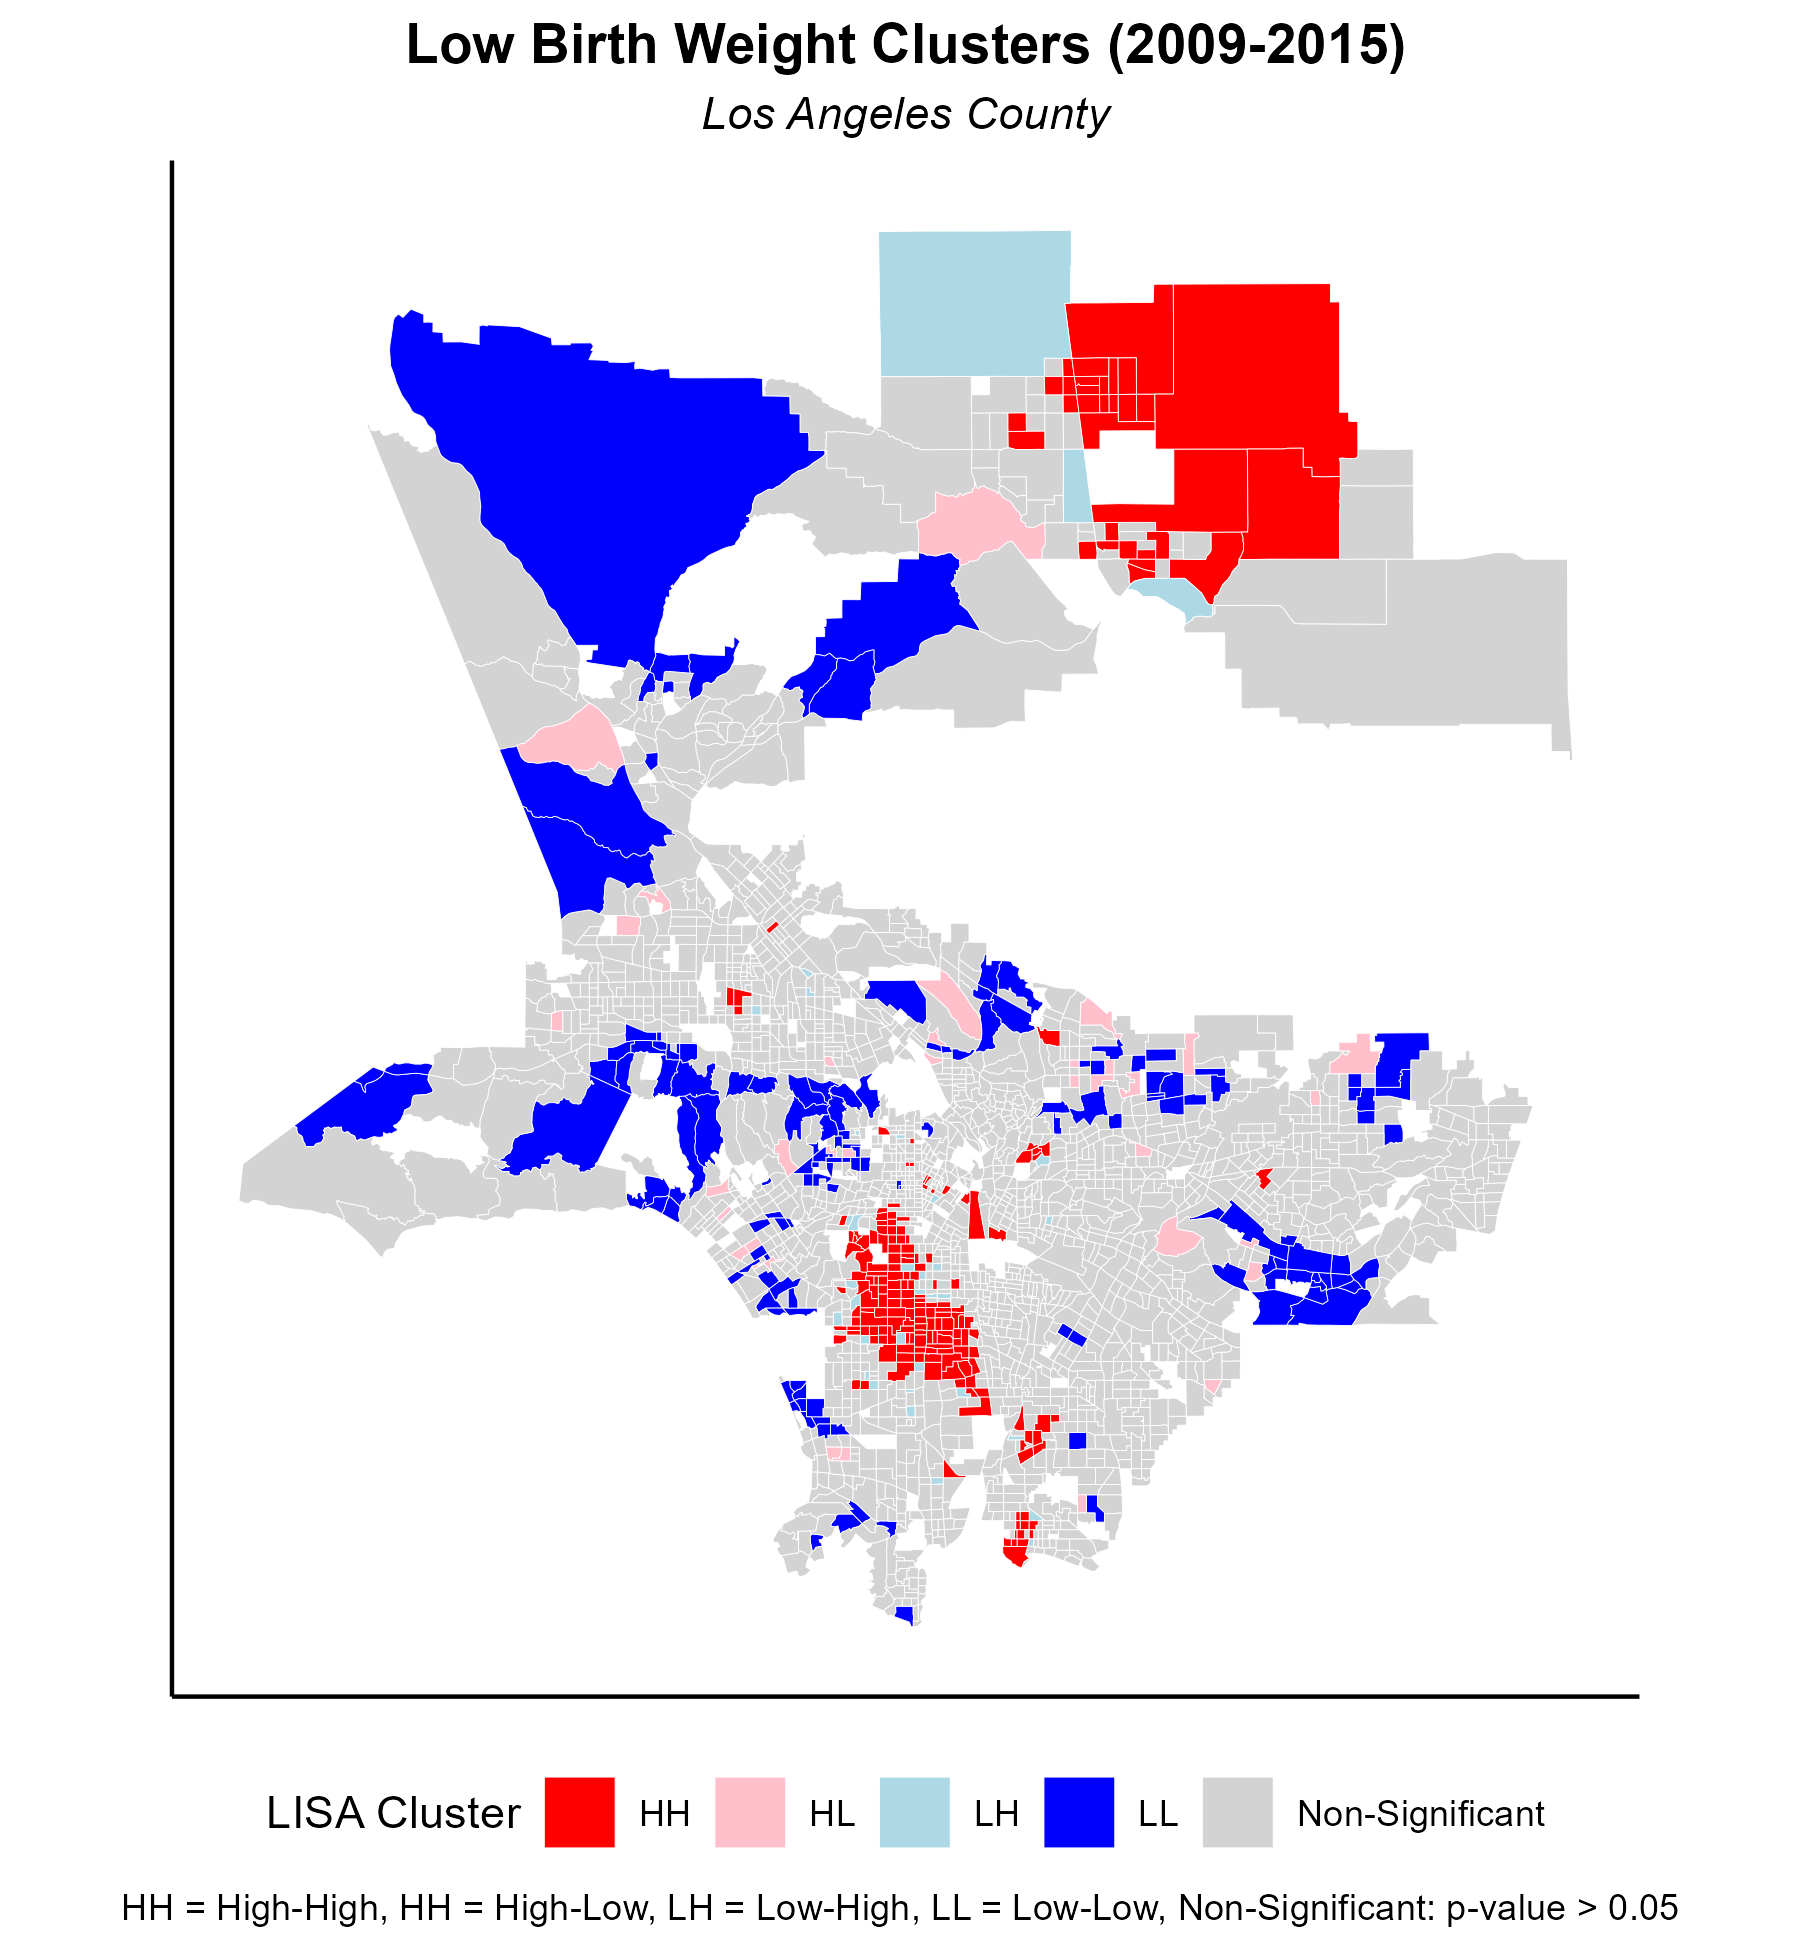 Low Birth Weight Clusters (2009-2015)
Los Angeles County
LISA Cluster HH HL LH LL Non-Significant
HH = High-High, HH = High-Low, LH = Low-High, LL = Low-Low, Non-Significant: p-value > 0.05